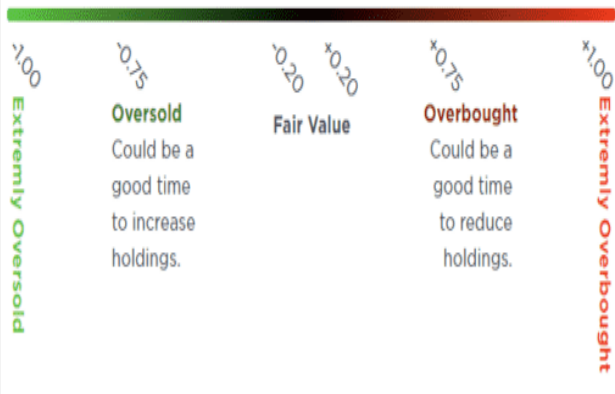 -1.00
-0.75
-0.20
+0.20
+0.75
+1.00
Extremly Oversold
Oversold
Could be a
good time
to increase
holdings.
Fair Value
Overbought
Could be a
good time
to reduce
holdings.
Extremly Overbought